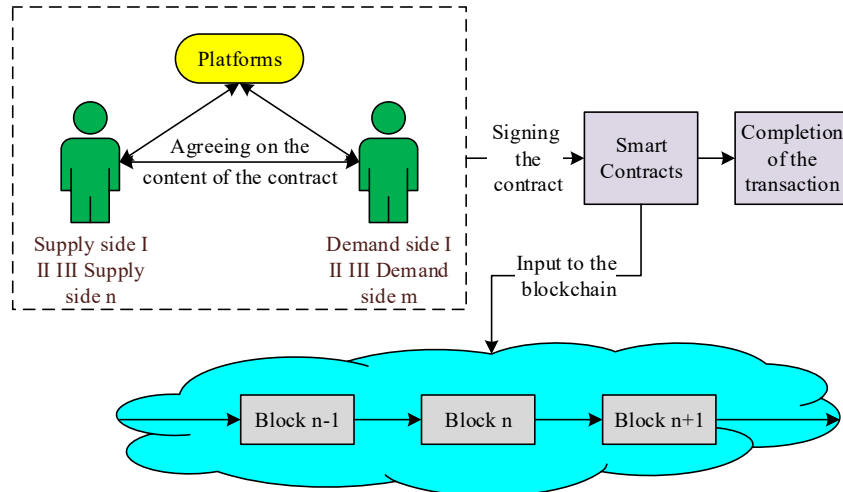 Platforms
Agreeing on the
content of the contract
Supply side I
II III Supply
side n
Demand side I
II III Demand
side m
Signing
the
contract
Smart
Contracts
Completion
of the
transaction
Input to the
blockchain
Block n-1
Block n
Block n+1